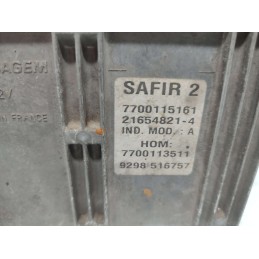 AGEM
SAFIR 2
7700115161
21654821-4
IND. MOD.: A
HOM:
7700113511
9298-516757
FRANCE